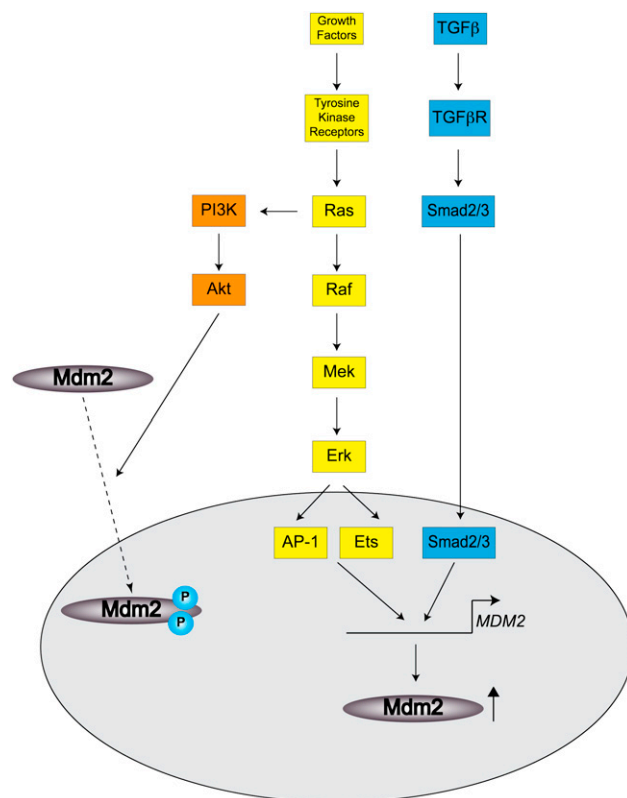 Growth
Factors
TGFβ
Tyrosine
Kinase
Receptors
TGFβR
PI3K
Ras
Smad2/3
Akt
Raf
Mdm2
Mek
Erk
AP-1
Ets
Smad2/3
Mdm2
P
P
MDM2
Mdm2